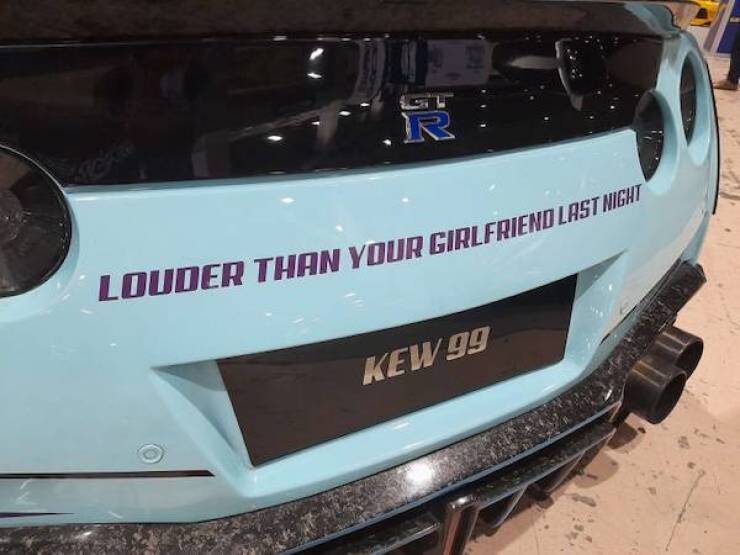 GT
R
LOUDER THAN YOUR GIRLFRIEND LAST NIGHT
KEW 99